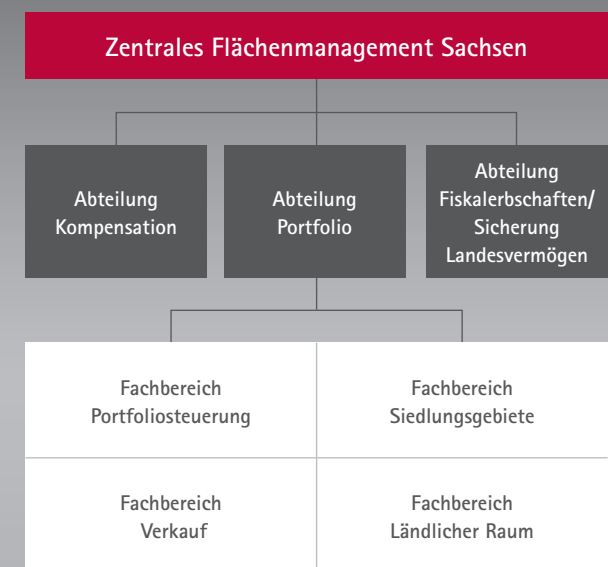 Zentrales Flächenmanagement Sachsen
Abteilung
Kompensation
Abteilung
Portfolio
Abteilung
Fiskalerbschaften/
Sicherung
Landesvermögen
Fachbereich
Portfoliosteuerung
Fachbereich
Siedlungsgebiete
Fachbereich
Verkauf
Fachbereich
Ländlicher Raum